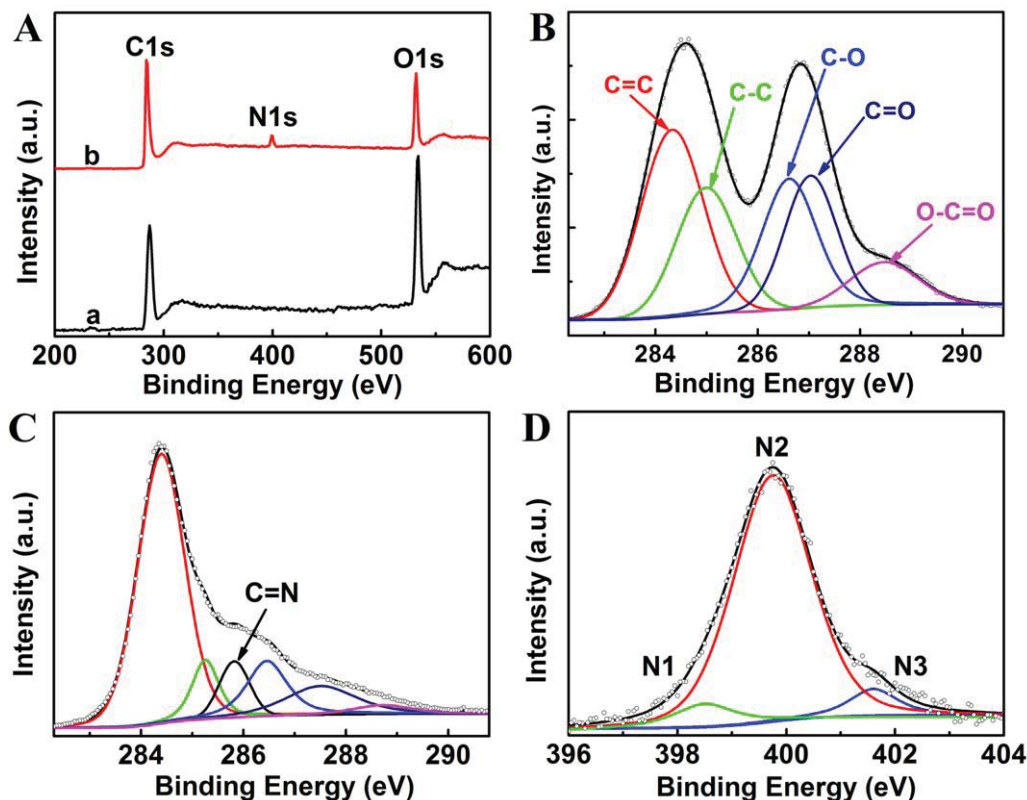 A
C1s
N1s
O1s
b
a
Intensity (a.u.)
200 300 400 500 600
Binding Energy (eV)
B
C=C
C-C
C-O
C=O
O-C=O
Intensity (a.u.)
284 286 288 290
Binding Energy (eV)
C
C=N
Intensity (a.u.)
284 286 288 290
Binding Energy (eV)
D
N1
N2
N3
Intensity (a.u.)
396 398 400 402 404
Binding Energy (eV)